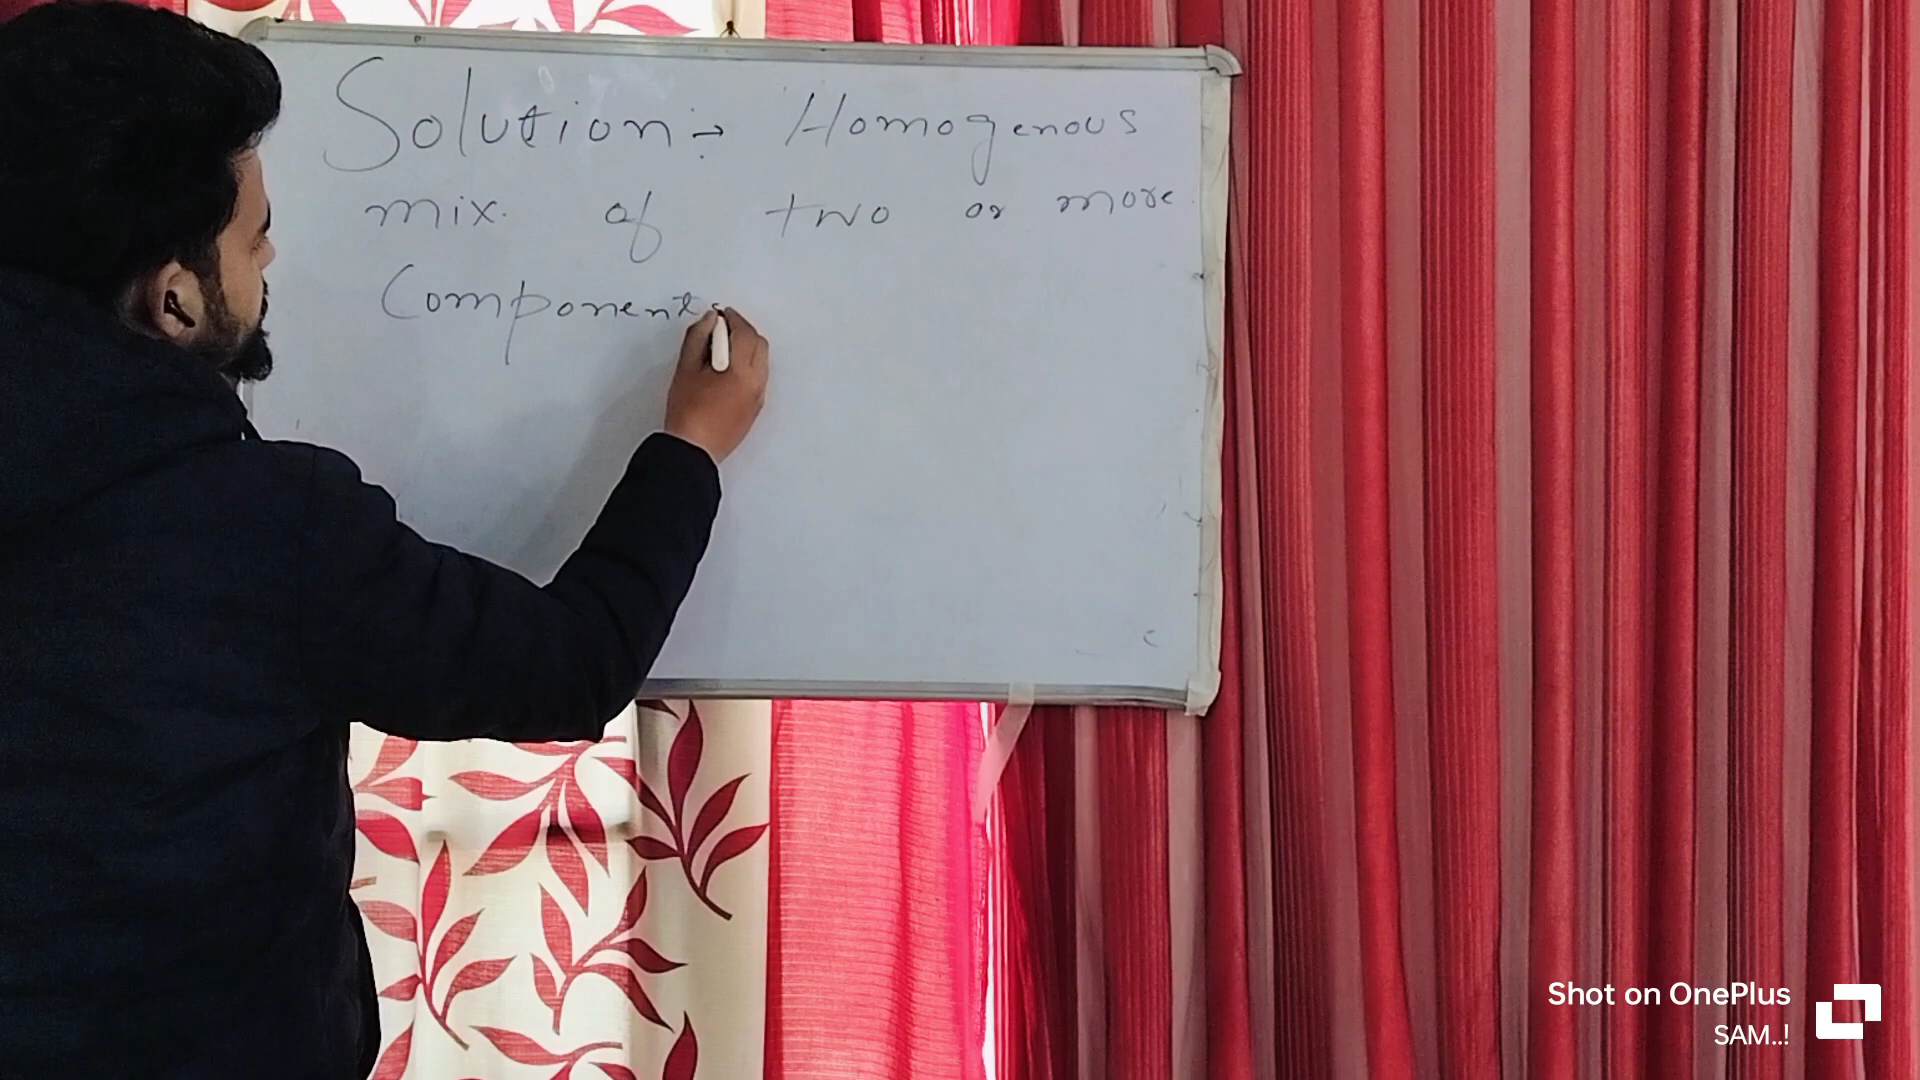 Solution :→ Homogenous
mix. of two or more
Components
Shot on OnePlus
SAM..!